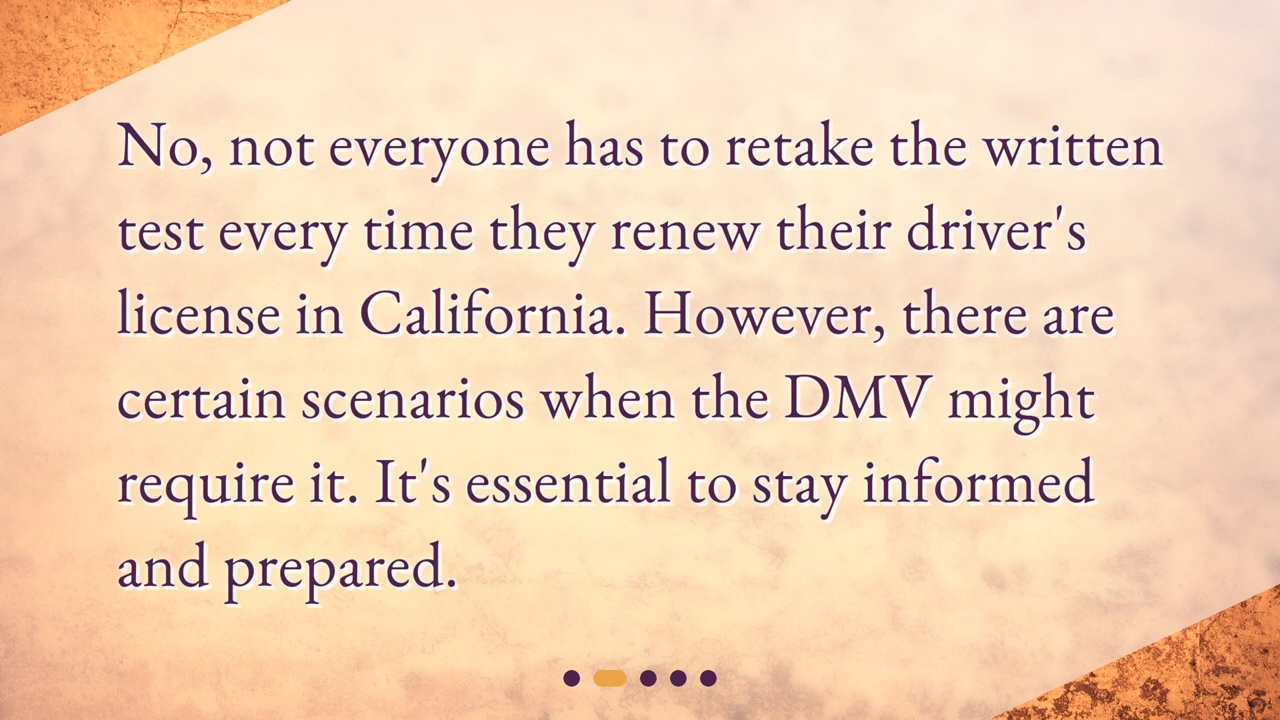 No, not everyone has to retake the written
test every time they renew their driver's
license in California. However, there are
certain scenarios when the DMV might
require it. It's essential to stay informed
and prepared.